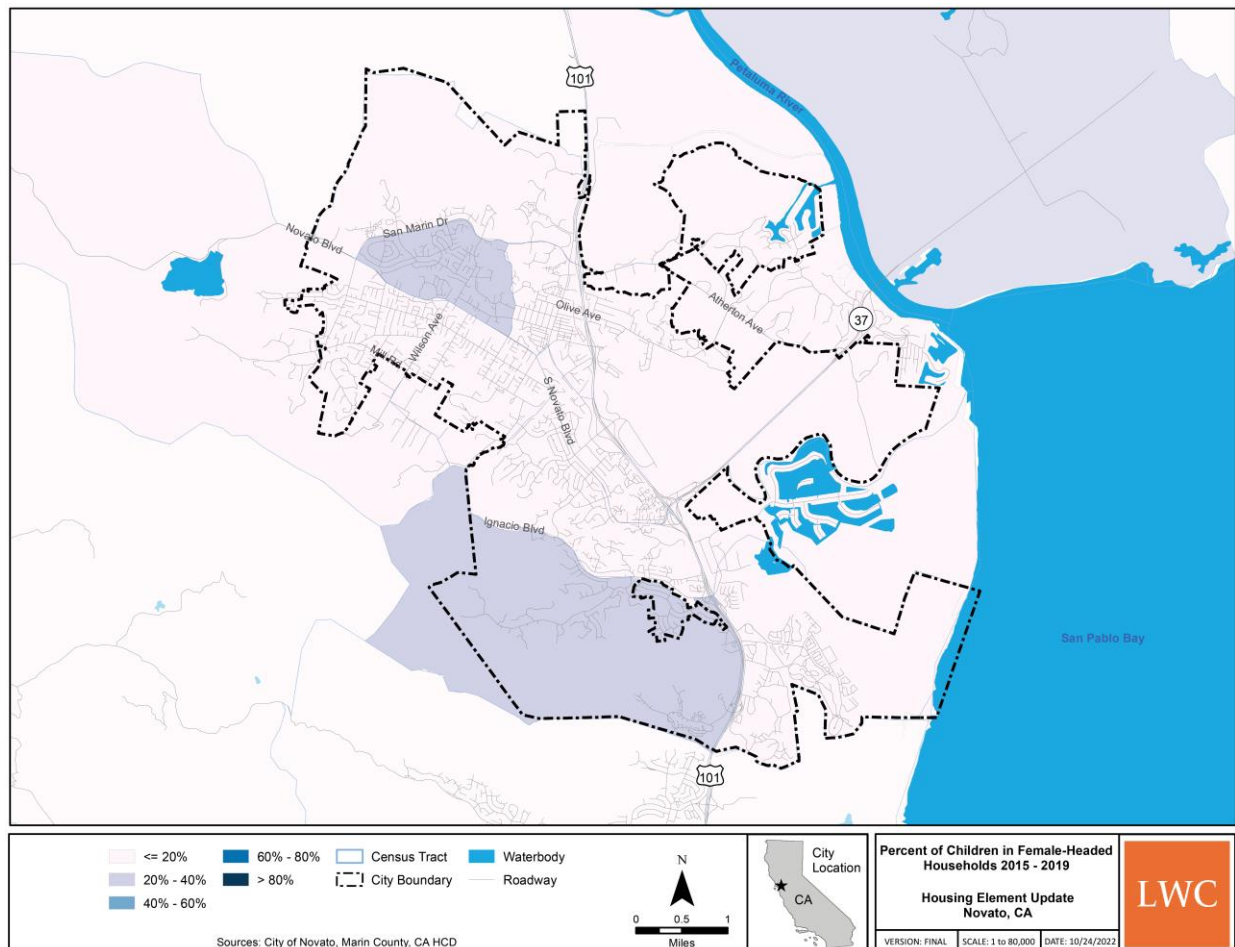 101
Petaluma River
San Marin Dr
Novato Blvd
Olive Ave
Atherton Ave
37
Wilson Ave
Mill Rd
S Novato Blvd
Ignacio Blvd
San Pablo Bay
101
<= 20%
20% - 40%
40% - 60%
60% - 80%
> 80%
Census Tract
City Boundary
Waterbody
Roadway
Sources: City of Novato, Marin County, CA HCD
N
0 0.5 1
Miles
City
Location
CA
Percent of Children in Female-Headed
Households 2015 - 2019
Housing Element Update
Novato, CA
VERSION: FINAL
SCALE: 1 to 80,000
DATE: 10/24/2022
LWC